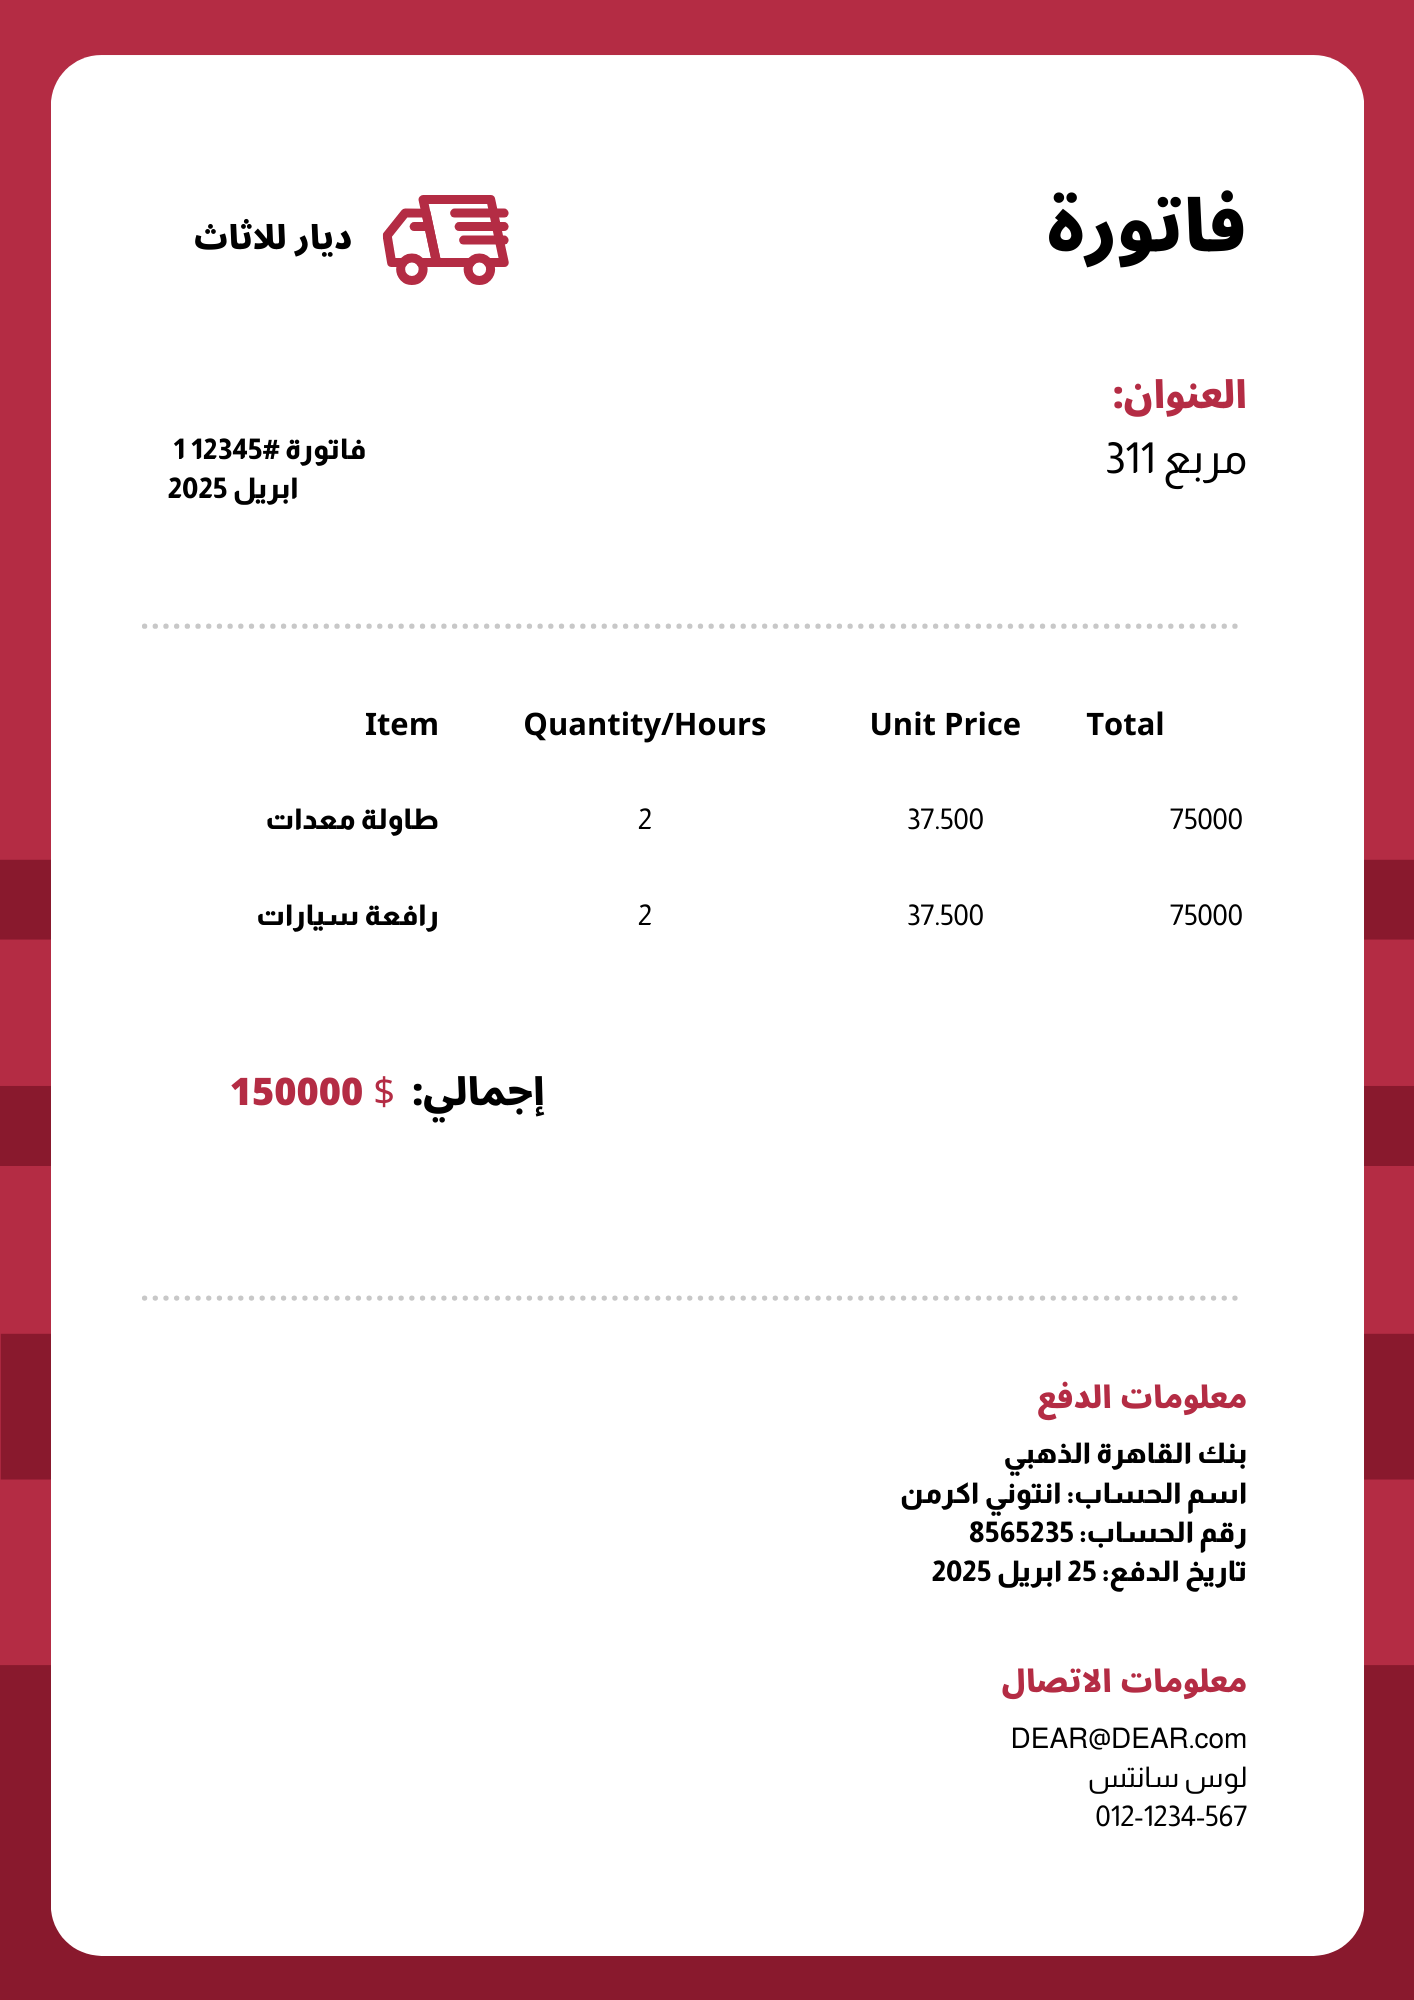 فاتورة
ديار للاثاث
العنوان:
مربع 311
فاتورة #12345 1
ابريل 2025
Item Quantity/Hours Unit Price Total
طاولة معدات 2 37.500 75000
رافعة سيارات 2 37.500 75000
إجمالي: $ 150000
معلومات الدفع
بنك القاهرة الذهبي
اسم الحساب: انتوني اكرمن
رقم الحساب: 8565235
تاريخ الدفع: 25 ابريل 2025
معلومات الاتصال
DEAR@DEAR.com
لوس سانتس
012-1234-567